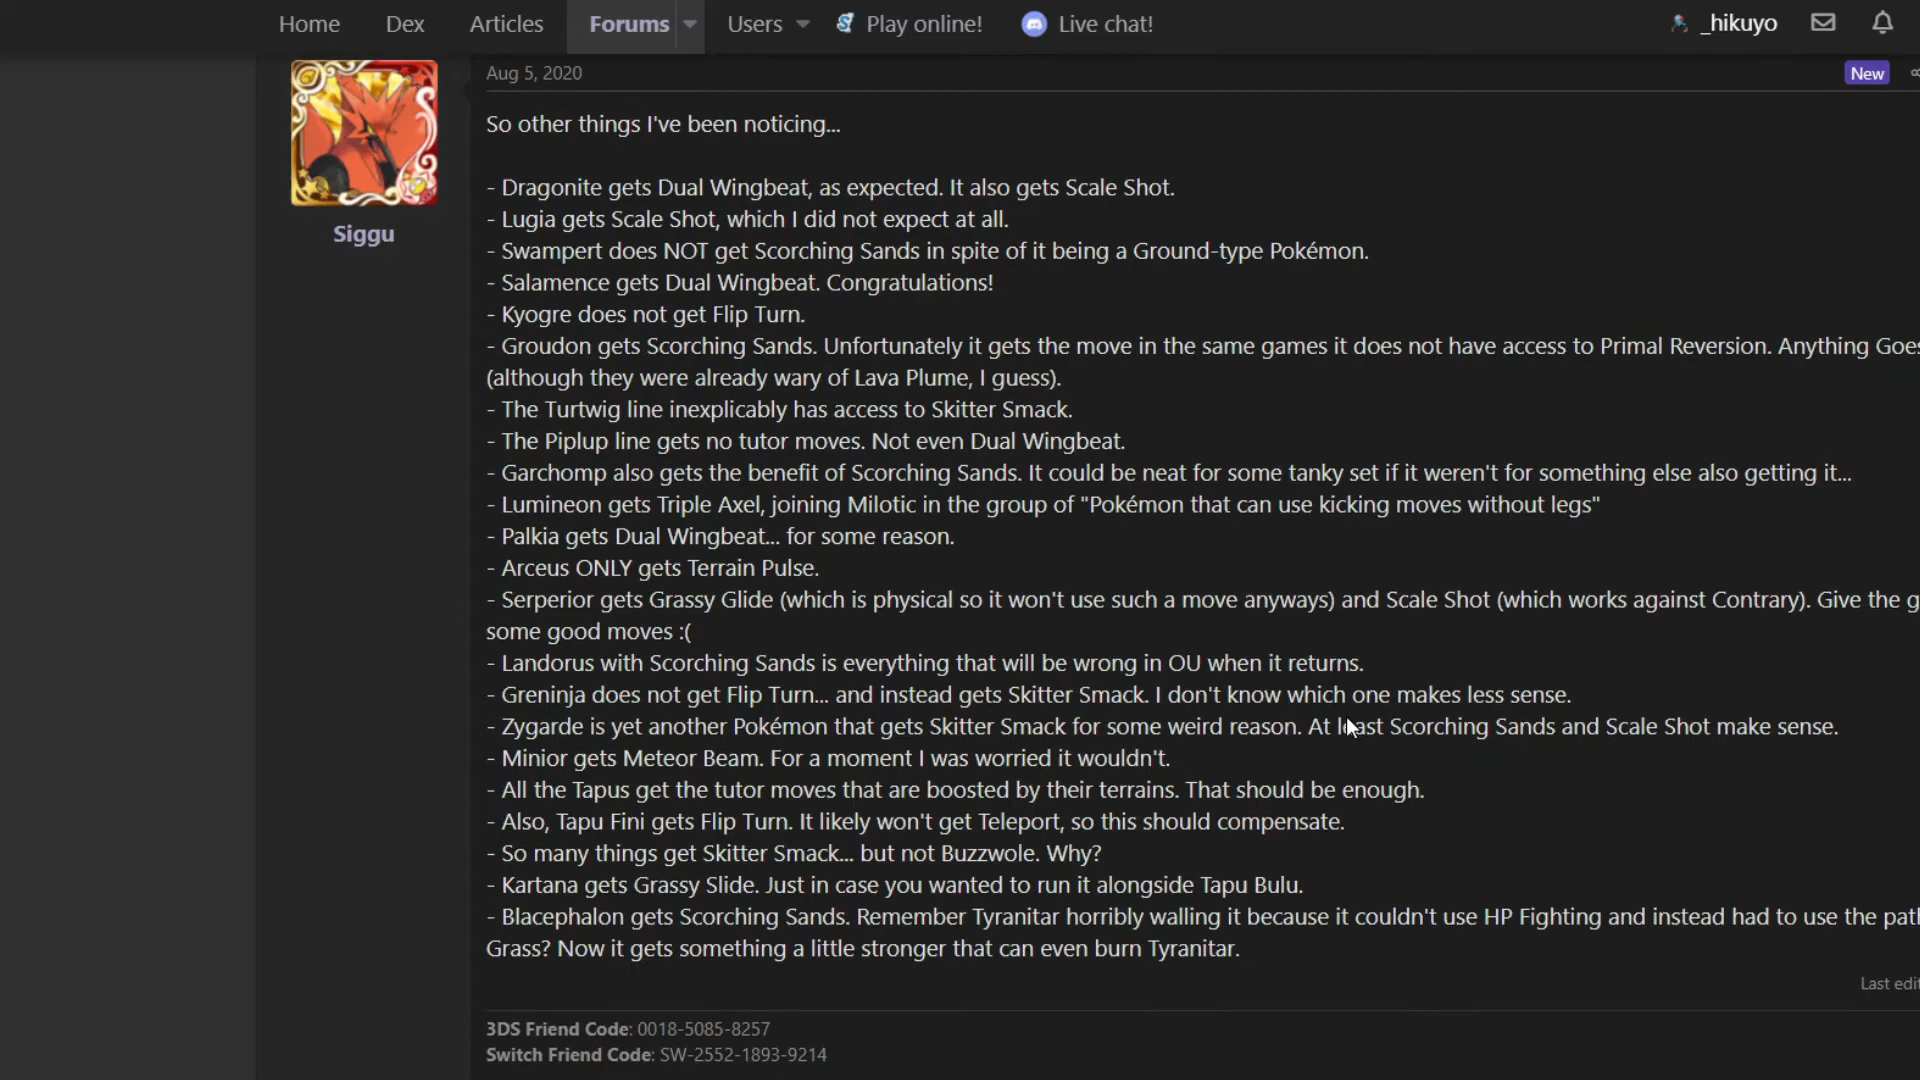 Home Dex Articles Forums Users Play online! Live chat! _hikuyo
Aug 5, 2020 New
Siggu
So other things I've been noticing...
- Dragonite gets Dual Wingbeat, as expected. It also gets Scale Shot.
- Lugia gets Scale Shot, which I did not expect at all.
- Swampert does NOT get Scorching Sands in spite of it being a Ground-type Pokémon.
- Salamence gets Dual Wingbeat. Congratulations!
- Kyogre does not get Flip Turn.
- Groudon gets Scorching Sands. Unfortunately it gets the move in the same games it does not have access to Primal Reversion. Anything Goes
(although they were already wary of Lava Plume, I guess).
- The Turtwig line inexplicably has access to Skitter Smack.
- The Piplup line gets no tutor moves. Not even Dual Wingbeat.
- Garchomp also gets the benefit of Scorching Sands. It could be neat for some tanky set if it weren't for something else also getting it...
- Lumineon gets Triple Axel, joining Milotic in the group of "Pokémon that can use kicking moves without legs"
- Palkia gets Dual Wingbeat... for some reason.
- Arceus ONLY gets Terrain Pulse.
- Serperior gets Grassy Glide (which is physical so it won't use such a move anyways) and Scale Shot (which works against Contrary). Give the g
some good moves :(
- Landorus with Scorching Sands is everything that will be wrong in OU when it returns.
- Greninja does not get Flip Turn... and instead gets Skitter Smack. I don't know which one makes less sense.
- Zygarde is yet another Pokémon that gets Skitter Smack for some weird reason. At least Scorching Sands and Scale Shot make sense.
- Minior gets Meteor Beam. For a moment I was worried it wouldn't.
- All the Tapus get the tutor moves that are boosted by their terrains. That should be enough.
- Also, Tapu Fini gets Flip Turn. It likely won't get Teleport, so this should compensate.
- So many things get Skitter Smack... but not Buzzwole. Why?
- Kartana gets Grassy Slide. Just in case you wanted to run it alongside Tapu Bulu.
- Blacephalon gets Scorching Sands. Remember Tyranitar horribly walling it because it couldn't use HP Fighting and instead had to use the pat
Grass? Now it gets something a little stronger that can even burn Tyranitar.
Last edi
3DS Friend Code: 0018-5085-8257
Switch Friend Code: SW-2552-1893-9214